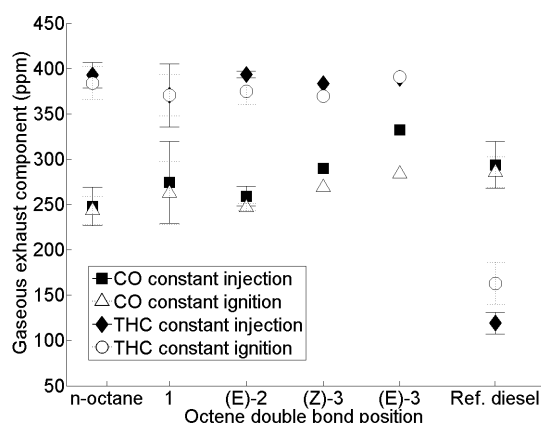 Gaseous exhaust component (ppm)
450
400
350
300
250
200
150
100
50
CO constant injection
CO constant ignition
THC constant injection
THC constant ignition
n-octane 1 (E)-2 (Z)-3 (E)-3 Ref. diesel
Octene double bond position